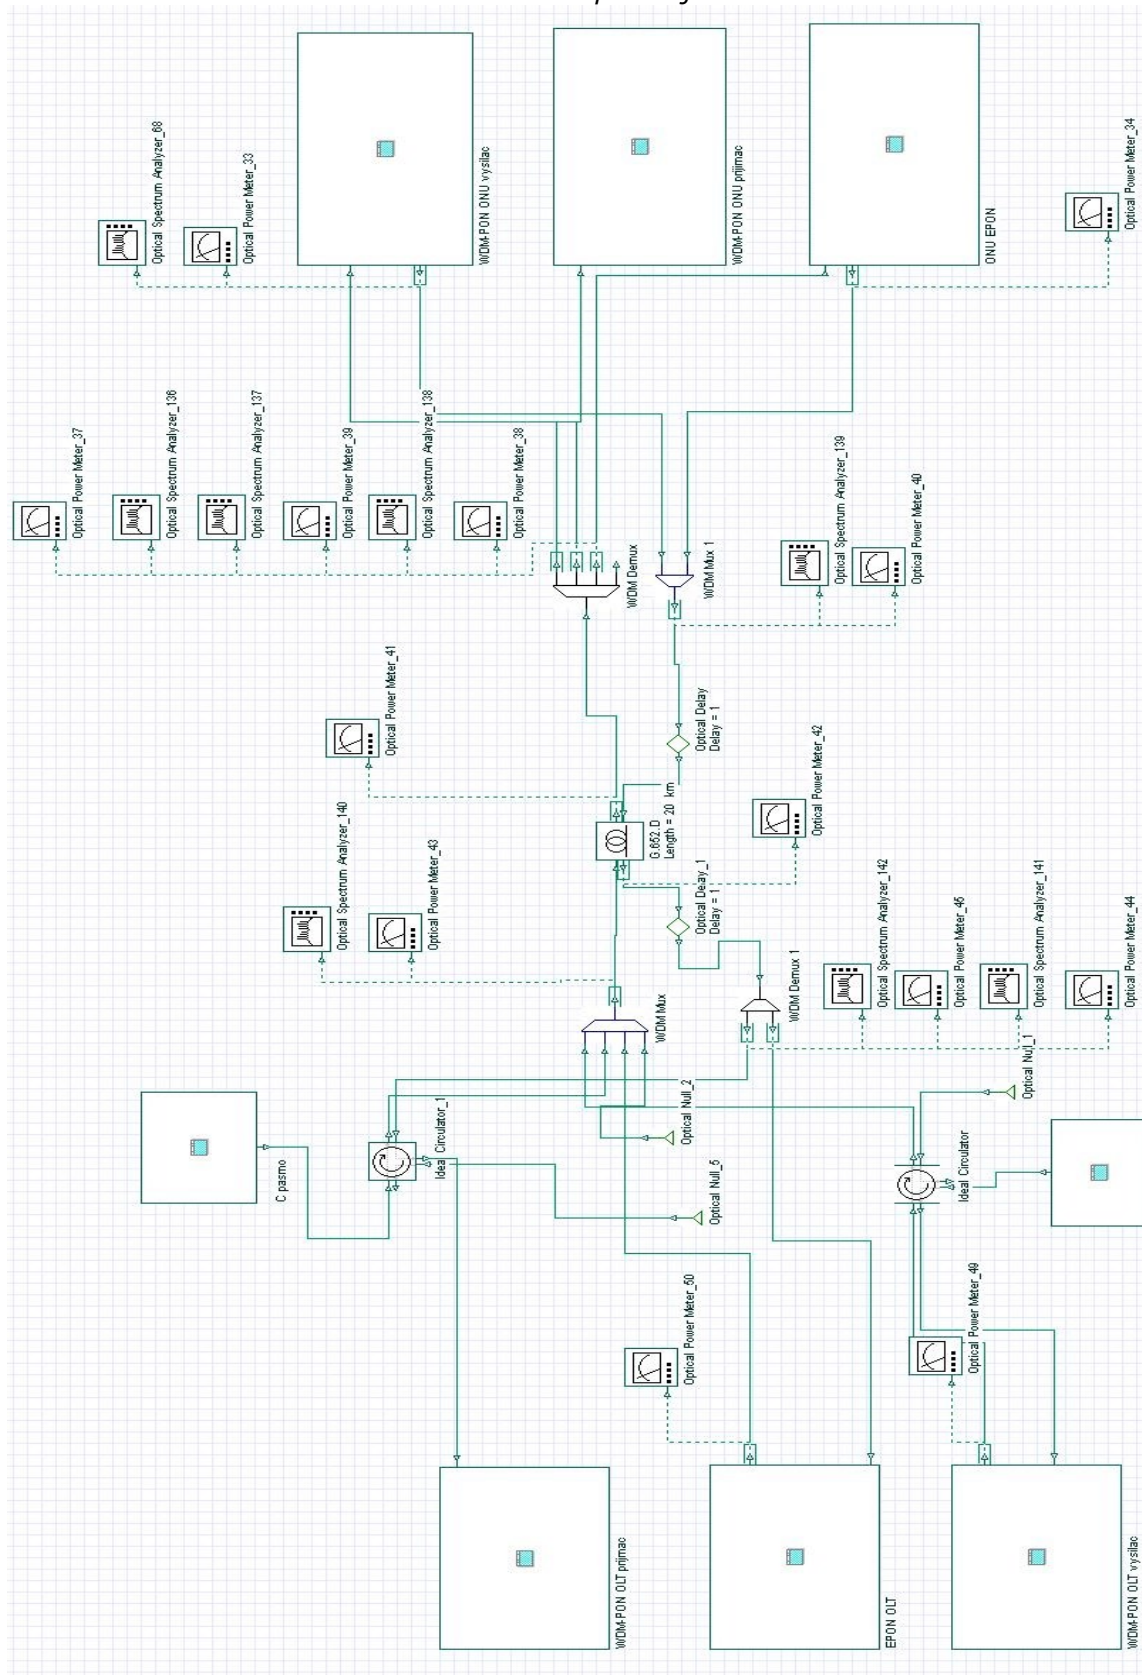 Optical Spectrum Analyzer_68
Optical Power Meter_33
WDM-PON ONU vysilac
WDM-PON ONU prijimac
ONU EPON
Optical Power Meter_34
Optical Power Meter_37
Optical Spectrum Analyzer_136
Optical Spectrum Analyzer_137
Optical Power Meter_39
Optical Spectrum Analyzer_138
Optical Power Meter_38
WDM Demux
WDM Mux 1
Optical Spectrum Analyzer_139
Optical Power Meter_40
Optical Power Meter_41
Optical Delay
Delay = 1
Optical Power Meter_42
G.652.D
Length = 20 km
Optical Spectrum Analyzer_140
Optical Power Meter_43
Optical Delay_1
Delay = 1
WDM Mux
WDM Demux 1
Optical Spectrum Analyzer_142
Optical Power Meter_45
Optical Spectrum Analyzer_141
Optical Power Meter_44
C pasmo
Ideal Circulator_1
Optical Null_2
Optical Null_5
Optical Null_1
Ideal Circulator
Optical Power Meter_50
Optical Power Meter_49
WDM-PON OLT prijmac
EPON OLT
WDM-PON OLT vysilac